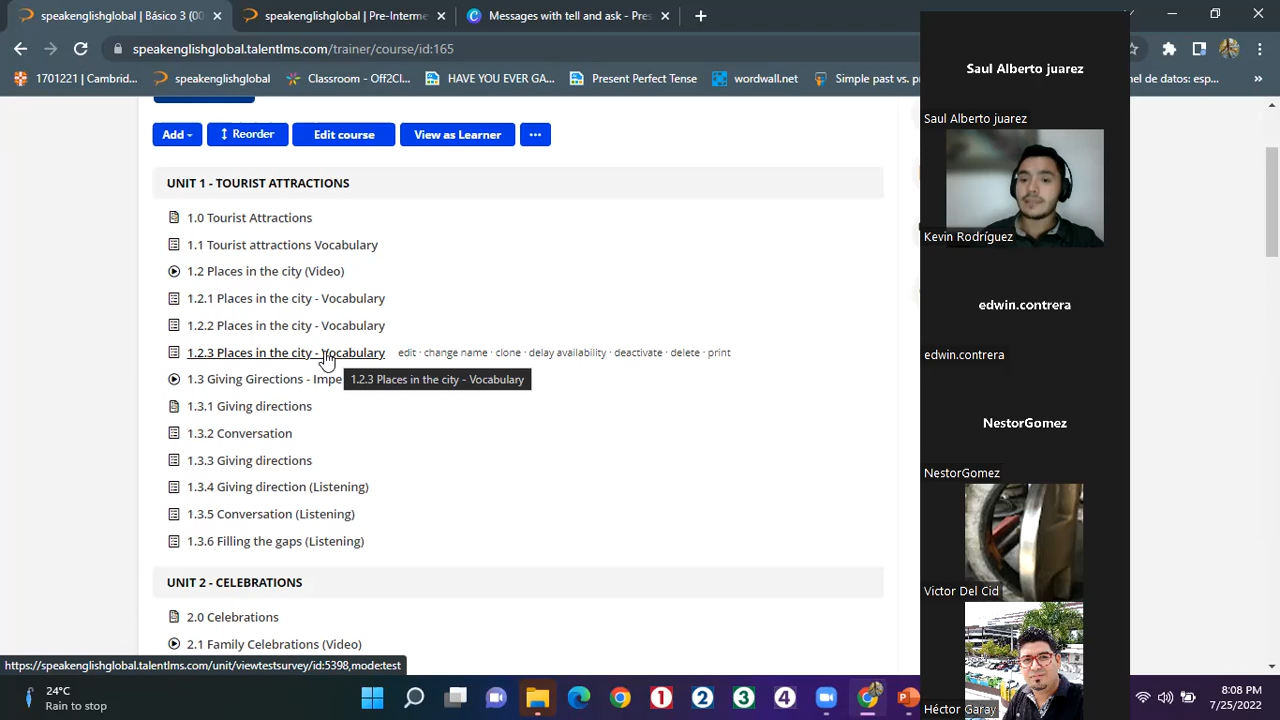 speakenglishglobal | Básico 3 (00
speakenglishglobal | Pre-Interme
Messages with tell and ask - Pres
speakenglishglobal.talentlms.com/trainer/course/id:165
1701221 | Cambrid...
speakenglishglobal
Classroom - Off2Cl...
HAVE YOU EVER GA...
Present Perfect Tense
wordwall.net
Simple past vs. p
nel de datos: esp...
Add
Reorder
Edit course
View as Learner
UNIT 1 - TOURIST ATTRACTIONS
1.0 Tourist Attractions
1.1 Tourist attractions Vocabulary
1.2 Places in the city (Video)
1.2.1 Places in the city - Vocabulary
1.2.2 Places in the city - Vocabulary
1.2.3 Places in the city - Vocabulary
edit · change name · clone · delay availability · deactivate · delete · print
1.3 Giving Girections - Impe
1.2.3 Places in the city - Vocabulary
1.3.1 Giving directions
1.3.2 Conversation
1.3.3 Giving directions
1.3.4 Giving direction (Listening)
1.3.5 Conversation (Listening)
1.3.6 Filling the gaps (Listening)
UNIT 2 - CELEBRATIONS
2.0 Celebrations
2.1 Family Celebrations (Video)
https://speakenglishglobal.talentlms.com/unit/viewtestsurvey/id:5398,mode:test
Saul Alberto juarez
Saul Alberto juarez
Kevin Rodríguez
edwin.contrera
edwin.contrera
NestorGomez
NestorGomez
Victor Del Cid
Héctor Garay
24°C
Rain to stop
1
2
3
4
8:08 PM
7/25/2022